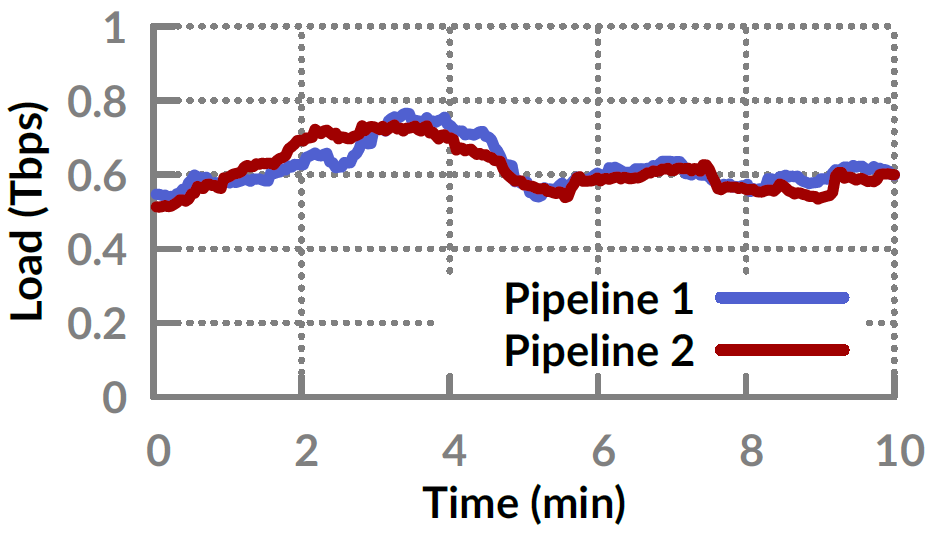 1
0.8
0.6
0.4
0.2
0
Load (Tbps)
Pipeline 1
Pipeline 2
0 2 4 6 8 10
Time (min)